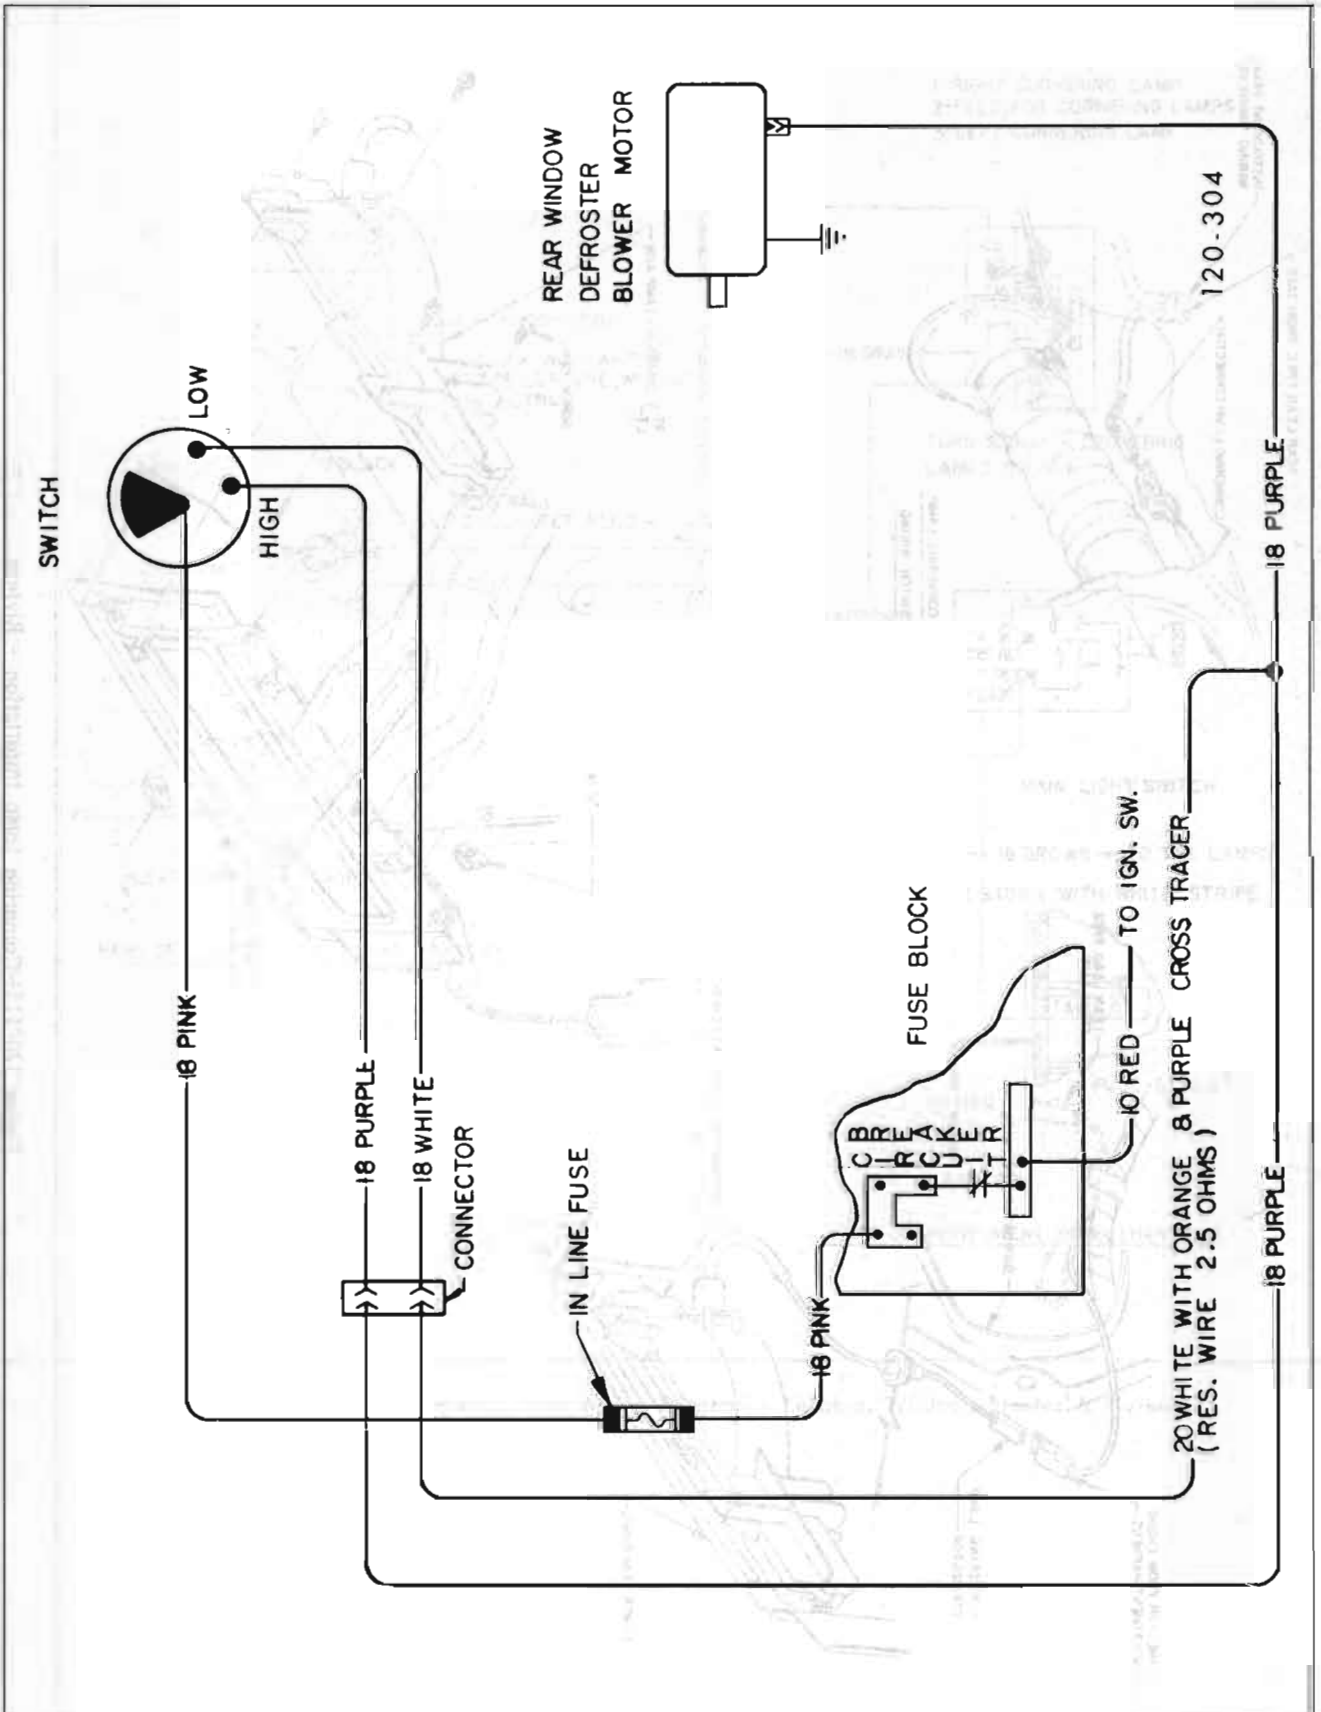 SWITCH
LOW
HIGH
REAR WINDOW
DEFROSTER
BLOWER MOTOR
18 PINK
18 PURPLE
18 WHITE
CONNECTOR
IN LINE FUSE
18 PINK
FUSE BLOCK
CIRCUIT
BREAKER
10 RED
TO IGN. SW.
20 WHITE WITH ORANGE & PURPLE CROSS TRACER
(RES. WIRE 2.5 OHMS)
18 PURPLE
18 PURPLE
120-304